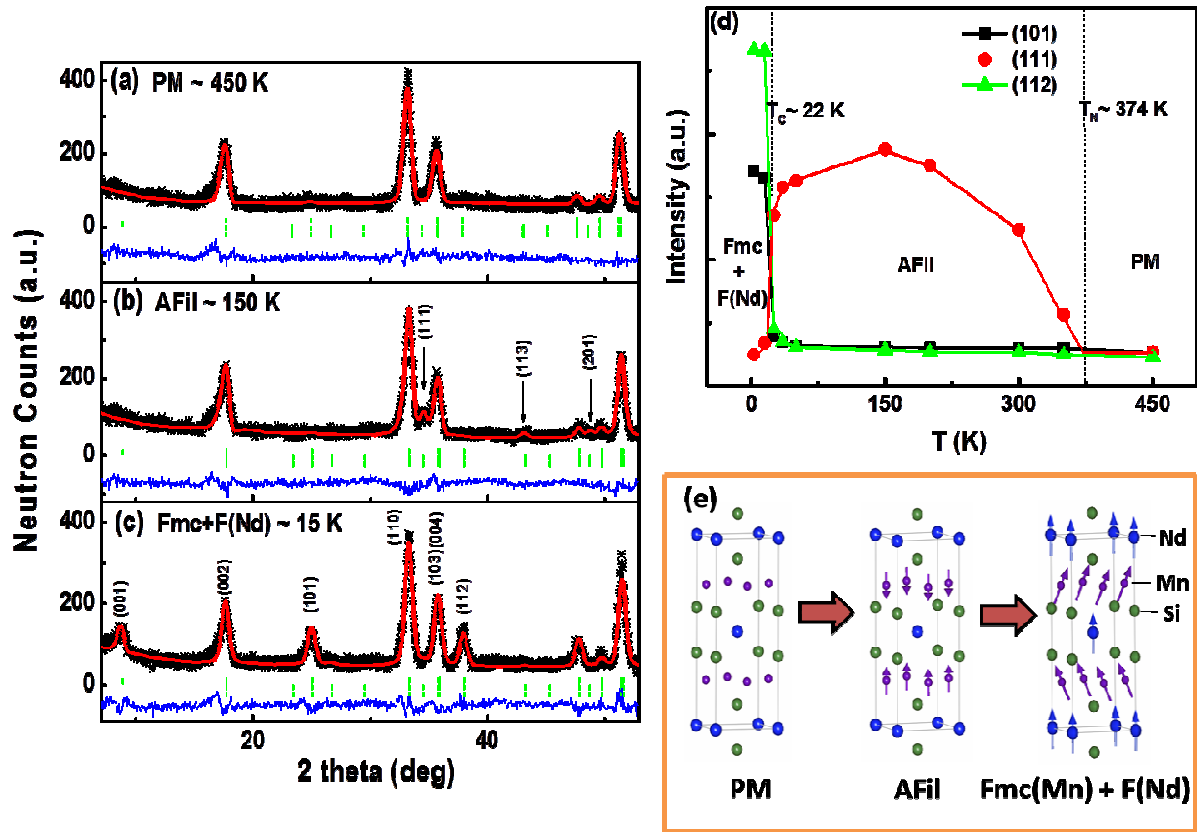 Neutron Counts (a.u.)
(a) PM ~ 450 K
400
200
0
(b) AFil ~ 150 K
(111)
(113)
(201)
400
200
0
(c) Fmc+F(Nd) ~ 15 K
(001)
(002)
(101)
(110)
(103)
(004)
(112)
400
200
0
20
40
2 theta (deg)
(d)
(101)
(111)
(112)
Tc~ 22 K
TN~ 374 K
Intensity (a.u.)
Fmc
+
F(Nd)
AFil
PM
0
150
300
450
T (K)
(e)
Nd
Mn
Si
PM
AFil
Fmc(Mn) + F(Nd)